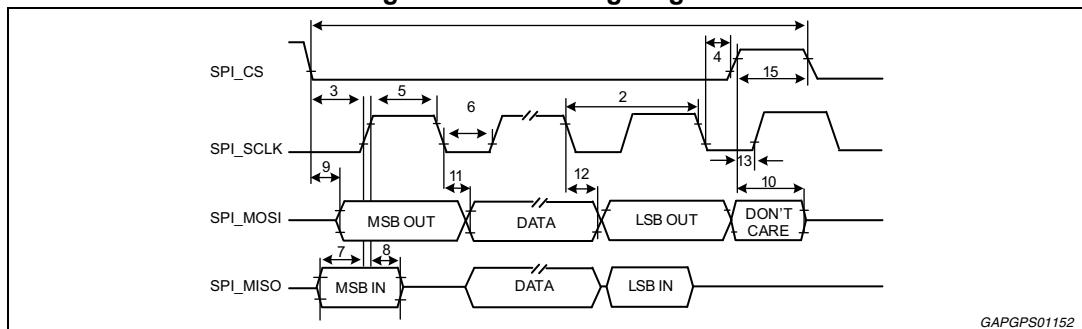 4
SPI_CS
15
3
5
6
2
SPI_SCLK
13
9
11
12
10
SPI_MOSI
MSB OUT
DATA
LSB OUT
DON'T
CARE
7
8
SPI_MISO
MSB IN
DATA
LSB IN
GAPGPS01152